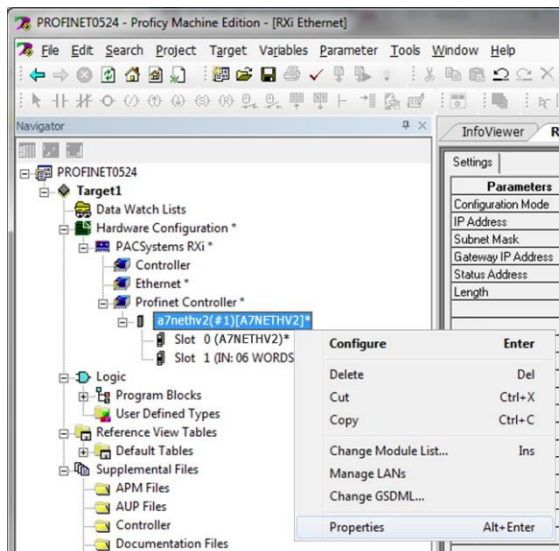 PROFINET0524 - Proficy Machine Edition - [RXi Ethernet]
File Edit Search Project Target Variables Parameter Tools Window Help
Navigator
InfoViewer
R
PROFINET0524
Target1
Data Watch Lists
Hardware Configuration *
PACSystems RXi *
Controller
Ethernet *
Profinet Controller *
a7nethv2(#1)[A7NETHV2]*
Slot 0 (A7NETHV2)*
Slot 1 (IN: 06 WORDS
Logic
Program Blocks
User Defined Types
Reference View Tables
Default Tables
Supplemental Files
APM Files
AUP Files
Controller
Documentation Files
Settings
Parameters
Configuration Mode
IP Address
Subnet Mask
Gateway IP Address
Status Address
Length
Configure Enter
Delete Del
Cut Ctrl+X
Copy Ctrl+C
Change Module List... Ins
Manage LANs
Change GSDML...
Properties Alt+Enter